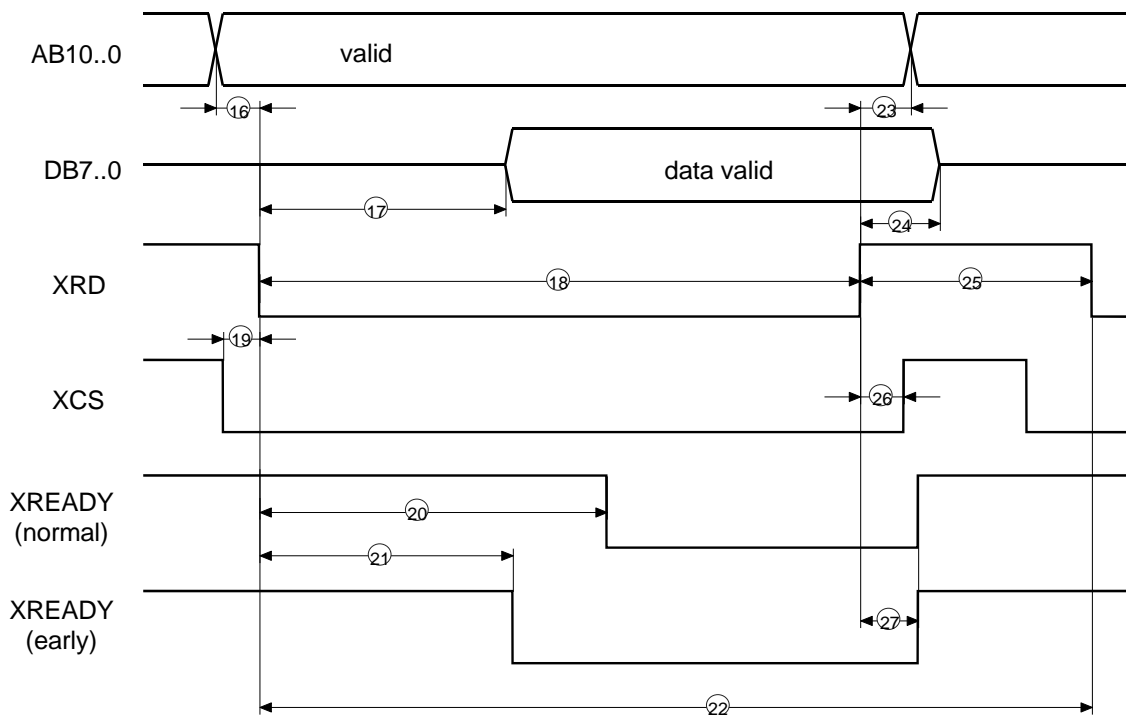 AB10..0
valid
16
23
DB7..0
data valid
17
24
XRD
18
25
19
XCS
26
XREADY
(normal)
20
21
XREADY
(early)
27
22